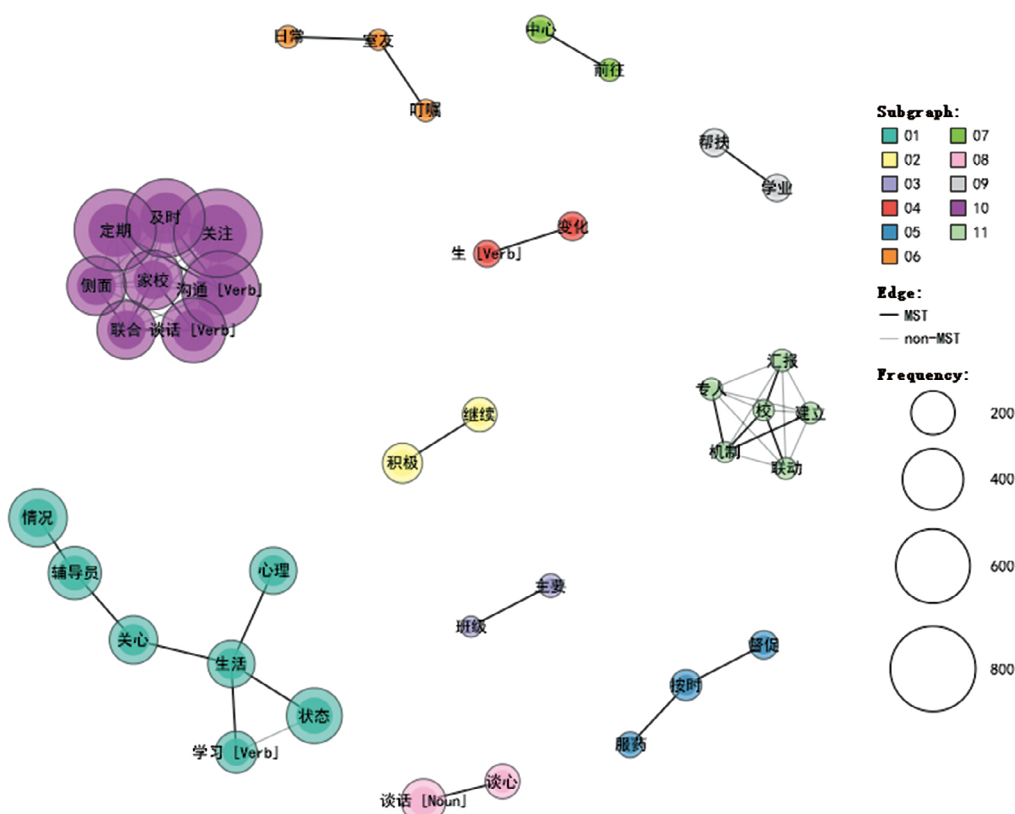 日常
室友
叮嘱
中心
前往
帮扶
学业
Subgraph:
01
07
02
08
03
09
04
10
05
11
06
定期
及时
关注
侧面
家校
沟通 [Verb]
联合
谈话 [Verb]
生 [Verb]
变化
Edge:
MST
non-MST
Frequency:
200
400
600
800
汇报
专人
校
建立
机制
联动
继续
积极
情况
辅导员
心理
关心
生活
状态
学习 [Verb]
主要
班级
督促
按时
服药
谈心
谈话 [Noun]